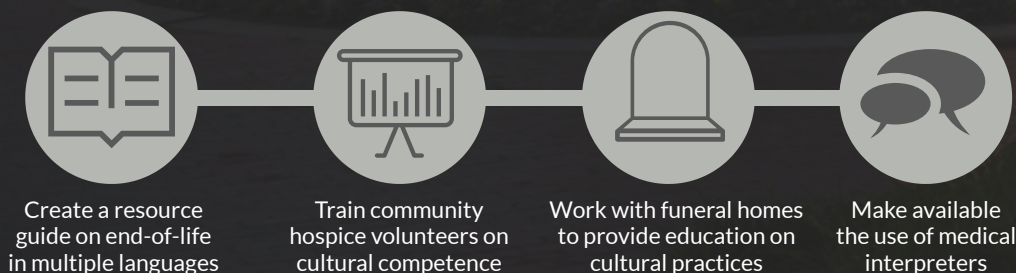 Create a resource
guide on end-of-life
in multiple languages
Train community
hospice volunteers on
cultural competence
Work with funeral homes
to provide education on
cultural practices
Make available
the use of medical
interpreters